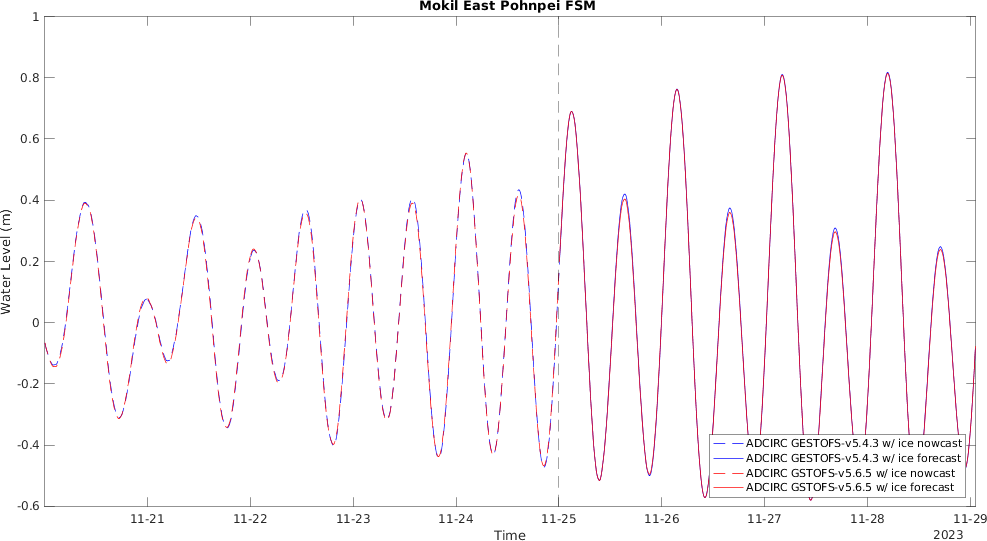 Mokil East Pohnpei FSM
1
0.8
0.6
0.4
0.2
0
-0.2
-0.4
-0.6
Water Level (m)
ADCIRC GESTOFS-v5.4.3 w/ ice nowcast
ADCIRC GESTOFS-v5.4.3 w/ ice forecast
ADCIRC GSTOFS-v5.6.5 w/ ice nowcast
ADCIRC GSTOFS-v5.6.5 w/ ice forecast
11-21 11-22 11-23 11-24 11-25 11-26 11-27 11-28 11-29
Time
2023